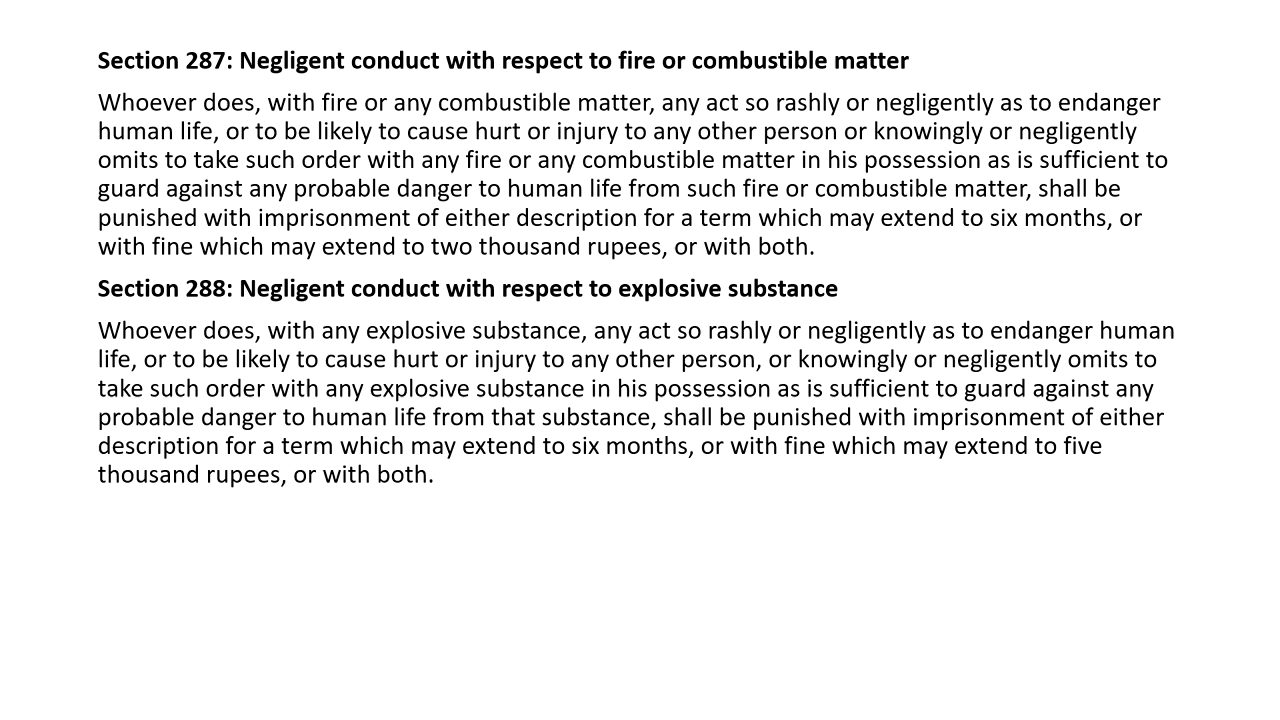 Section 287: Negligent conduct with respect to fire or combustible matter
Whoever does, with fire or any combustible matter, any act so rashly or negligently as to endanger
human life, or to be likely to cause hurt or injury to any other person or knowingly or negligently
omits to take such order with any fire or any combustible matter in his possession as is sufficient to
guard against any probable danger to human life from such fire or combustible matter, shall be
punished with imprisonment of either description for a term which may extend to six months, or
with fine which may extend to two thousand rupees, or with both.
Section 288: Negligent conduct with respect to explosive substance
Whoever does, with any explosive substance, any act so rashly or negligently as to endanger human
life, or to be likely to cause hurt or injury to any other person, or knowingly or negligently omits to
take such order with any explosive substance in his possession as is sufficient to guard against any
probable danger to human life from that substance, shall be punished with imprisonment of either
description for a term which may extend to six months, or with fine which may extend to five
thousand rupees, or with both.